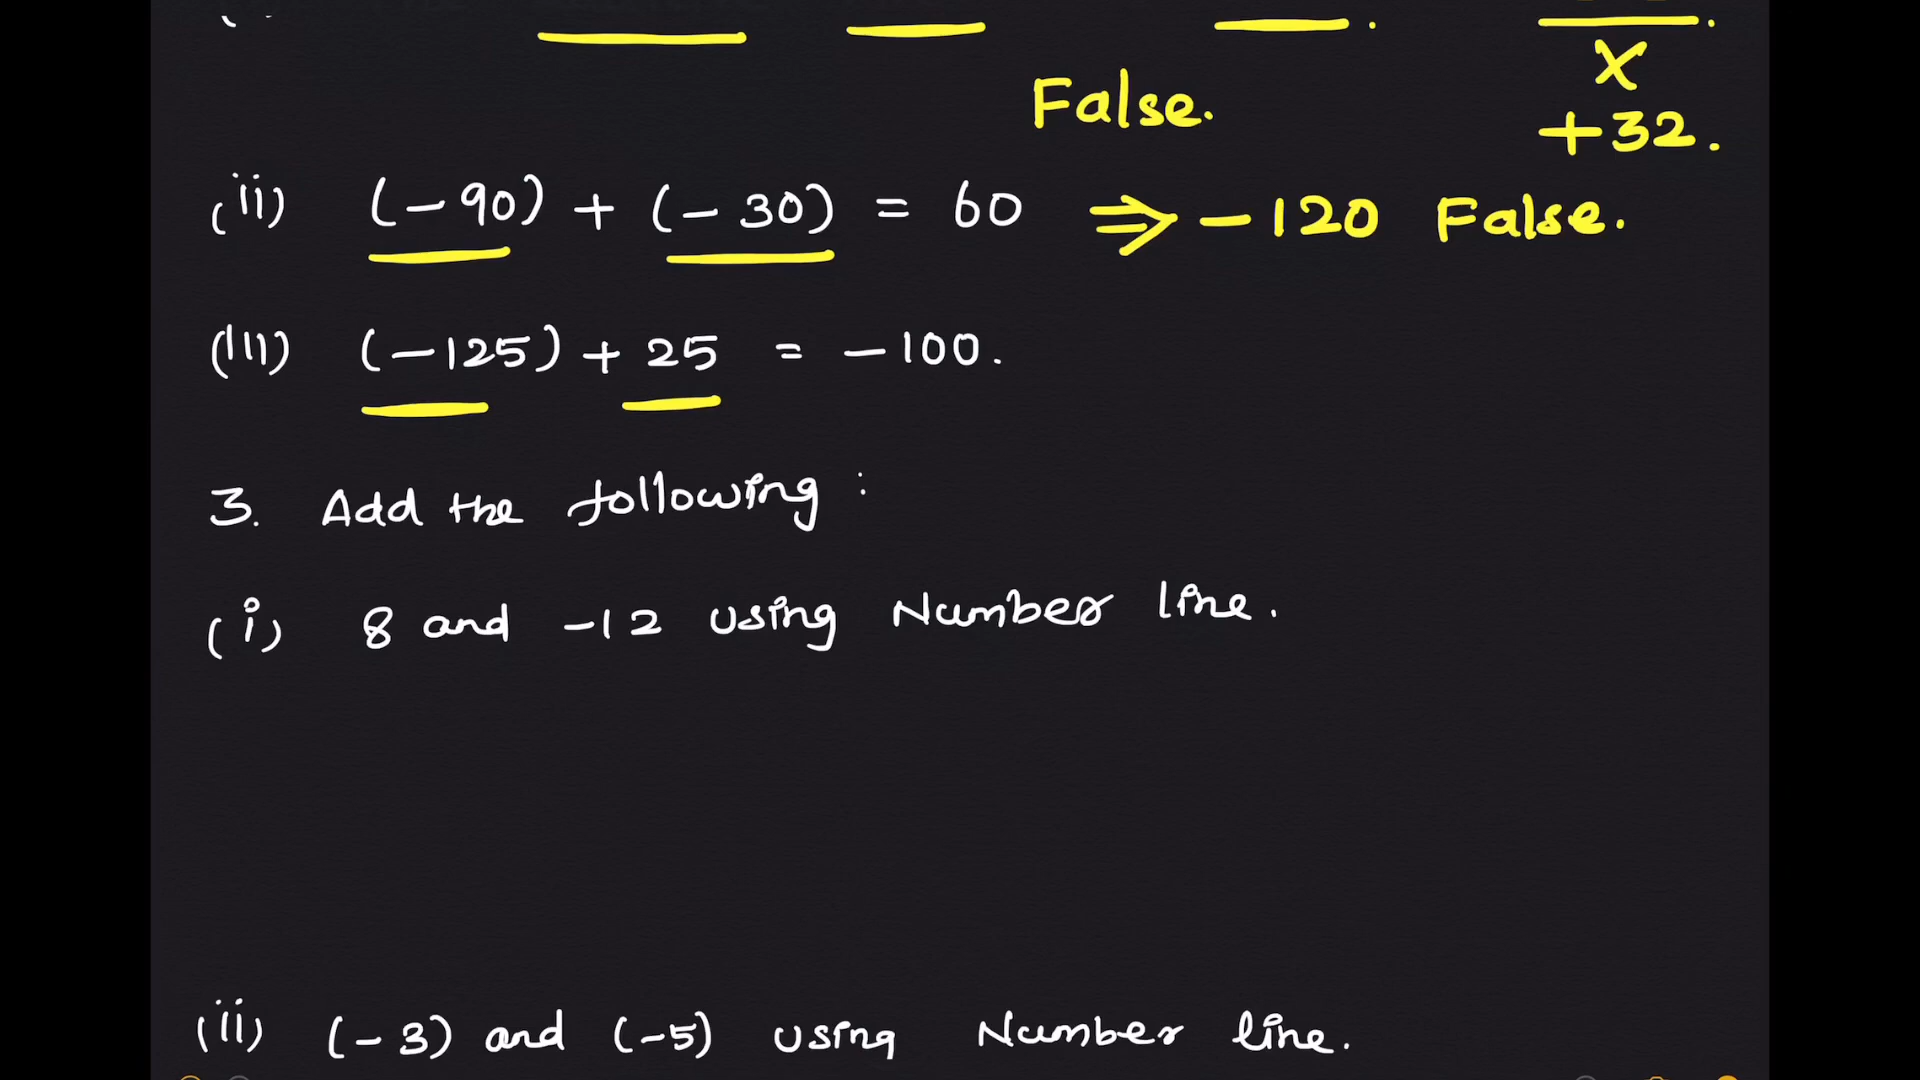 False. x
+32.
(ii) (-90) + (-30) = 60 ⇒ -120 False.
(iii) (-125) + 25 = -100.
3. Add the following :
(i) 8 and -12 using Number line.
(ii) (-3) and (-5) using Number line.